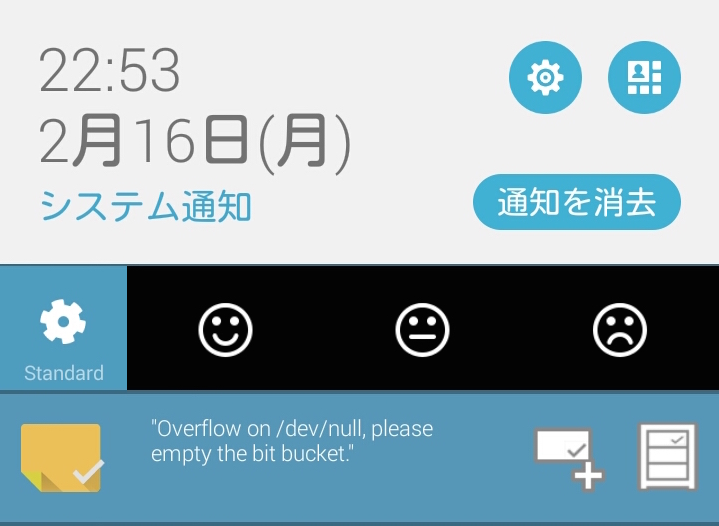 22:53
2月16日(月)
システム通知
通知を消去
Standard
"Overflow on /dev/null, please
empty the bit bucket."